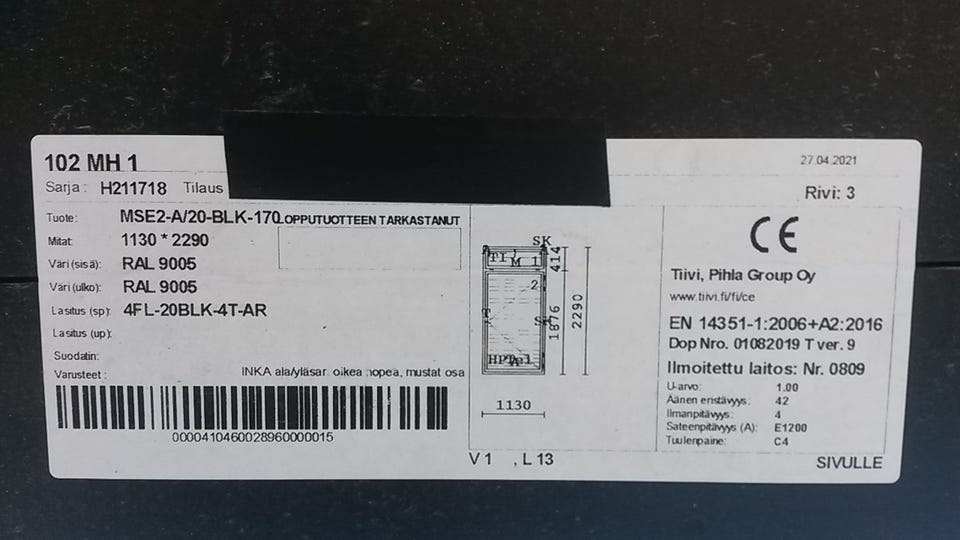 102 MH 1
27.04.2021
Sarja: H211718 Tilaus
Rivi: 3
Tuote: MSE2-A/20-BLK-170
LOPPUTUOTTEEN TARKASTANUT
Mitat: 1130 * 2290
Väri (sisä): RAL 9005
Väri (ulko): RAL 9005
Lasitus (sp): 4FL-20BLK-4T-AR
Lasitus (up):
Suodatin:
Varusteet: INKA ala/yläsar. oikea hopea, mustat osa
0000410460028960000015
SK
TI M 1
414
2
T
1876
2290
1130
V 1 , L 13
CE
Tiivi, Pihla Group Oy
www.tiivi.fi/fi/ce
EN 14351-1:2006+A2:2016
Dop Nro. 01082019 T ver. 9
Ilmoitettu laitos: Nr. 0809
U-arvo: 1.00
Äänen eristävyys: 42
Ilmanpitävyys: 4
Sateenpitävyys (A): E1200
Tuulenpaine: C4
SIVULLE